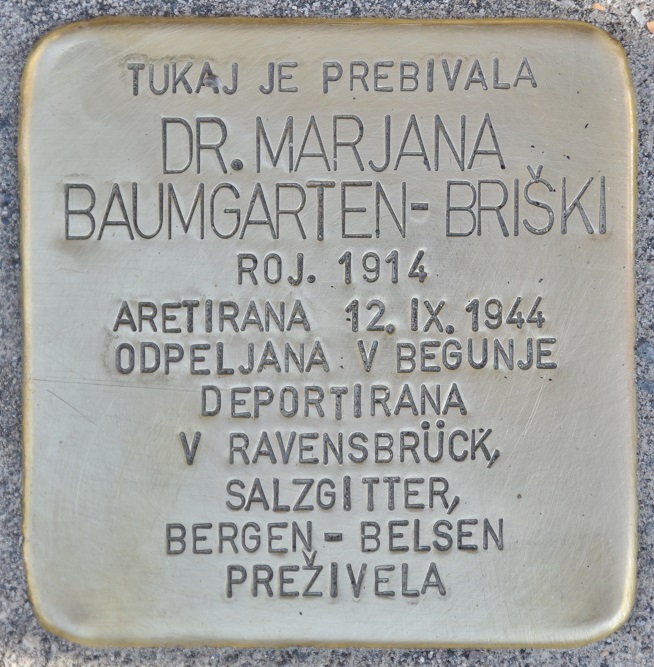 TUKAJ JE PREBIVALA
DR. MARJANA
BAUMGARTEN-BRIŠKI
ROJ. 1914
ARETIRANA 12. IX. 1944
ODPELJANA V BEGUNJE
DEPORTIRANA
V RAVENSBRÜCK,
SALZGITTER,
BERGEN-BELSEN
PREŽIVELA